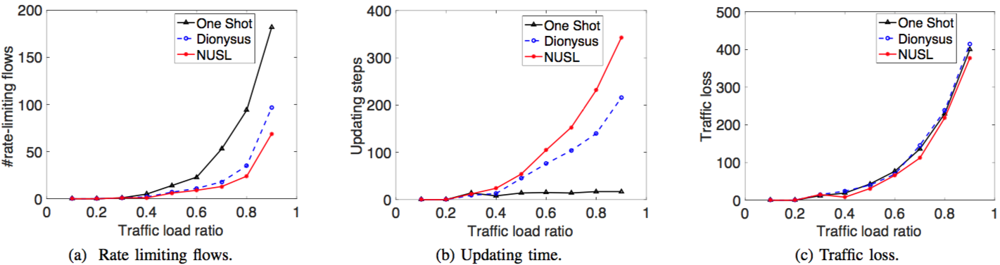 200
150
100
50
0
#rate-limiting flows
One Shot
Dionysus
NUSL
0 0.2 0.4 0.6 0.8 1
Traffic load ratio
(a) Rate limiting flows.
400
300
200
100
0
Updating steps
One Shot
Dionysus
NUSL
0 0.2 0.4 0.6 0.8 1
Traffic load ratio
(b) Updating time.
500
400
300
200
100
0
Traffic loss
One Shot
Dionysus
NUSL
0 0.2 0.4 0.6 0.8 1
Traffic load ratio
(c) Traffic loss.